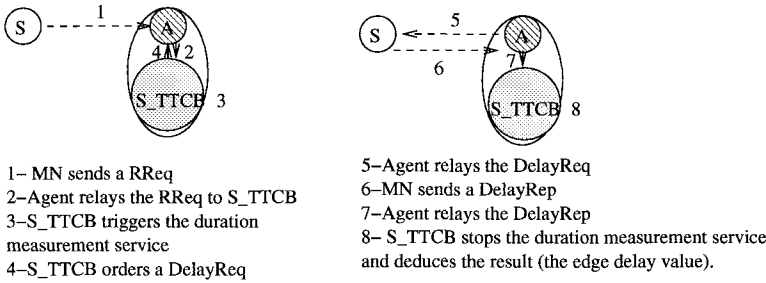 S
1
A
4
2
S_TTCB
3
1– MN sends a RReq
2–Agent relays the RReq to S_TTCB
3–S_TTCB triggers the duration
measurement service
4–S_TTCB orders a DelayReq
S
5
A
6
7
S_TTCB
8
5–Agent relays the DelayReq
6–MN sends a DelayRep
7–Agent relays the DelayRep
8– S_TTCB stops the duration measurement service
and deduces the result (the edge delay value).